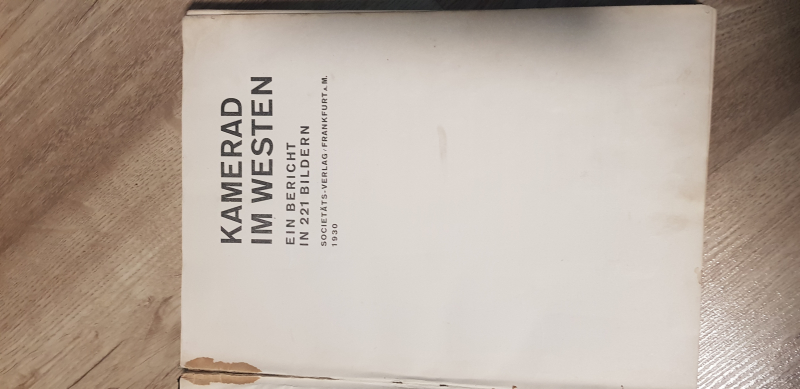 KAMERAD
IM WESTEN
EIN BERICHT
IN 221 BILDERN
SOCIETÄTS-VERLAG / FRANKFURT A. M.
1930